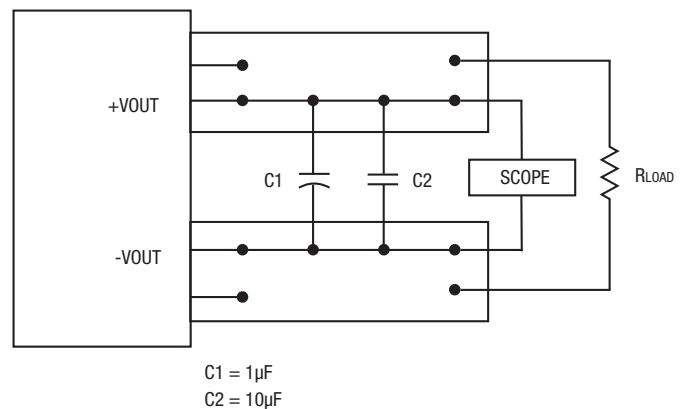 +VOUT
C1
C2
SCOPE
RLOAD
-VOUT
C1 = 1µF
C2 = 10µF